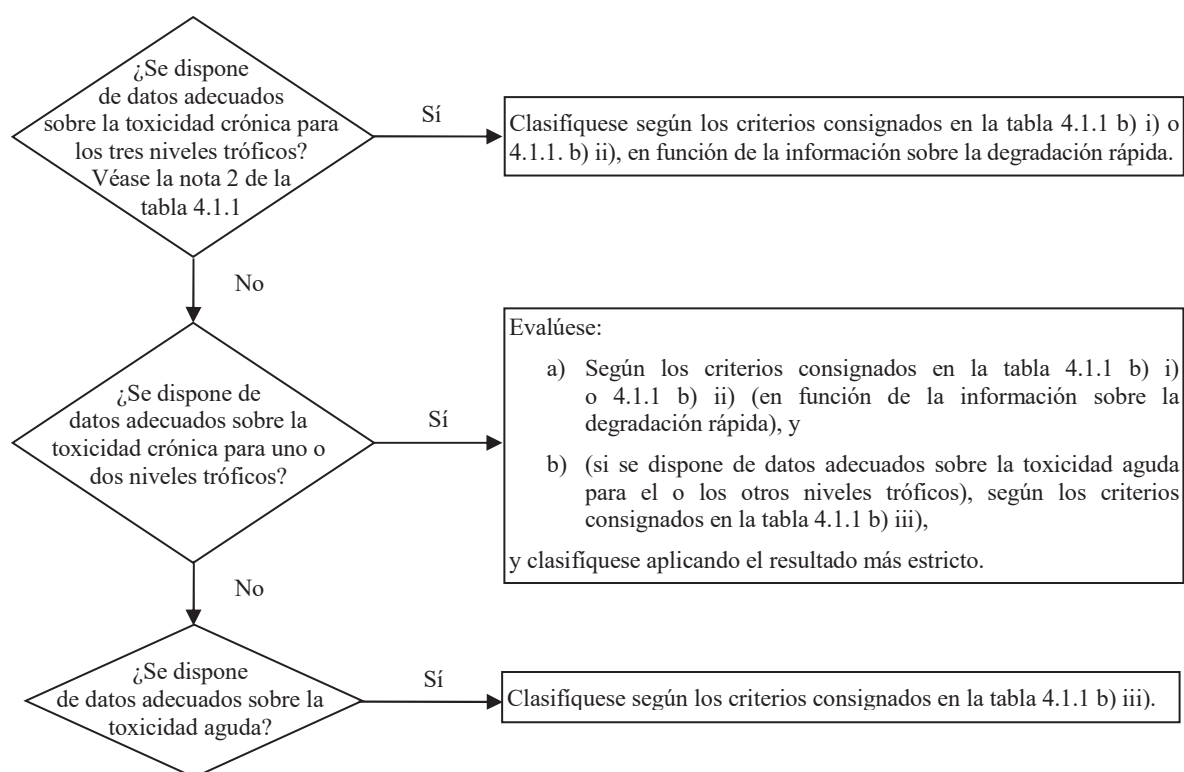 ¿Se dispone
de datos adecuados
sobre la toxicidad crónica para
los tres niveles tróficos?
Véase la nota 2 de la
tabla 4.1.1
Sí
Clasifíquese según los criterios consignados en la tabla 4.1.1 b) i) o
4.1.1. b) ii), en función de la información sobre la degradación rápida.
No
¿Se dispone de
datos adecuados sobre la
toxicidad crónica para uno o
dos niveles tróficos?
Sí
Evalúese:
a) Según los criterios consignados en la tabla 4.1.1 b) i)
o 4.1.1 b) ii) (en función de la información sobre la
degradación rápida), y
b) (si se dispone de datos adecuados sobre la toxicidad aguda
para el o los otros niveles tróficos), según los criterios
consignados en la tabla 4.1.1 b) iii),
y clasifíquese aplicando el resultado más estricto.
No
¿Se dispone
de datos adecuados sobre la
toxicidad aguda?
Sí
Clasifíquese según los criterios consignados en la tabla 4.1.1 b) iii).